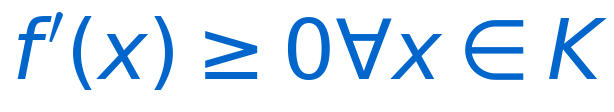 f′(x) ≥ 0∀x ∈ K